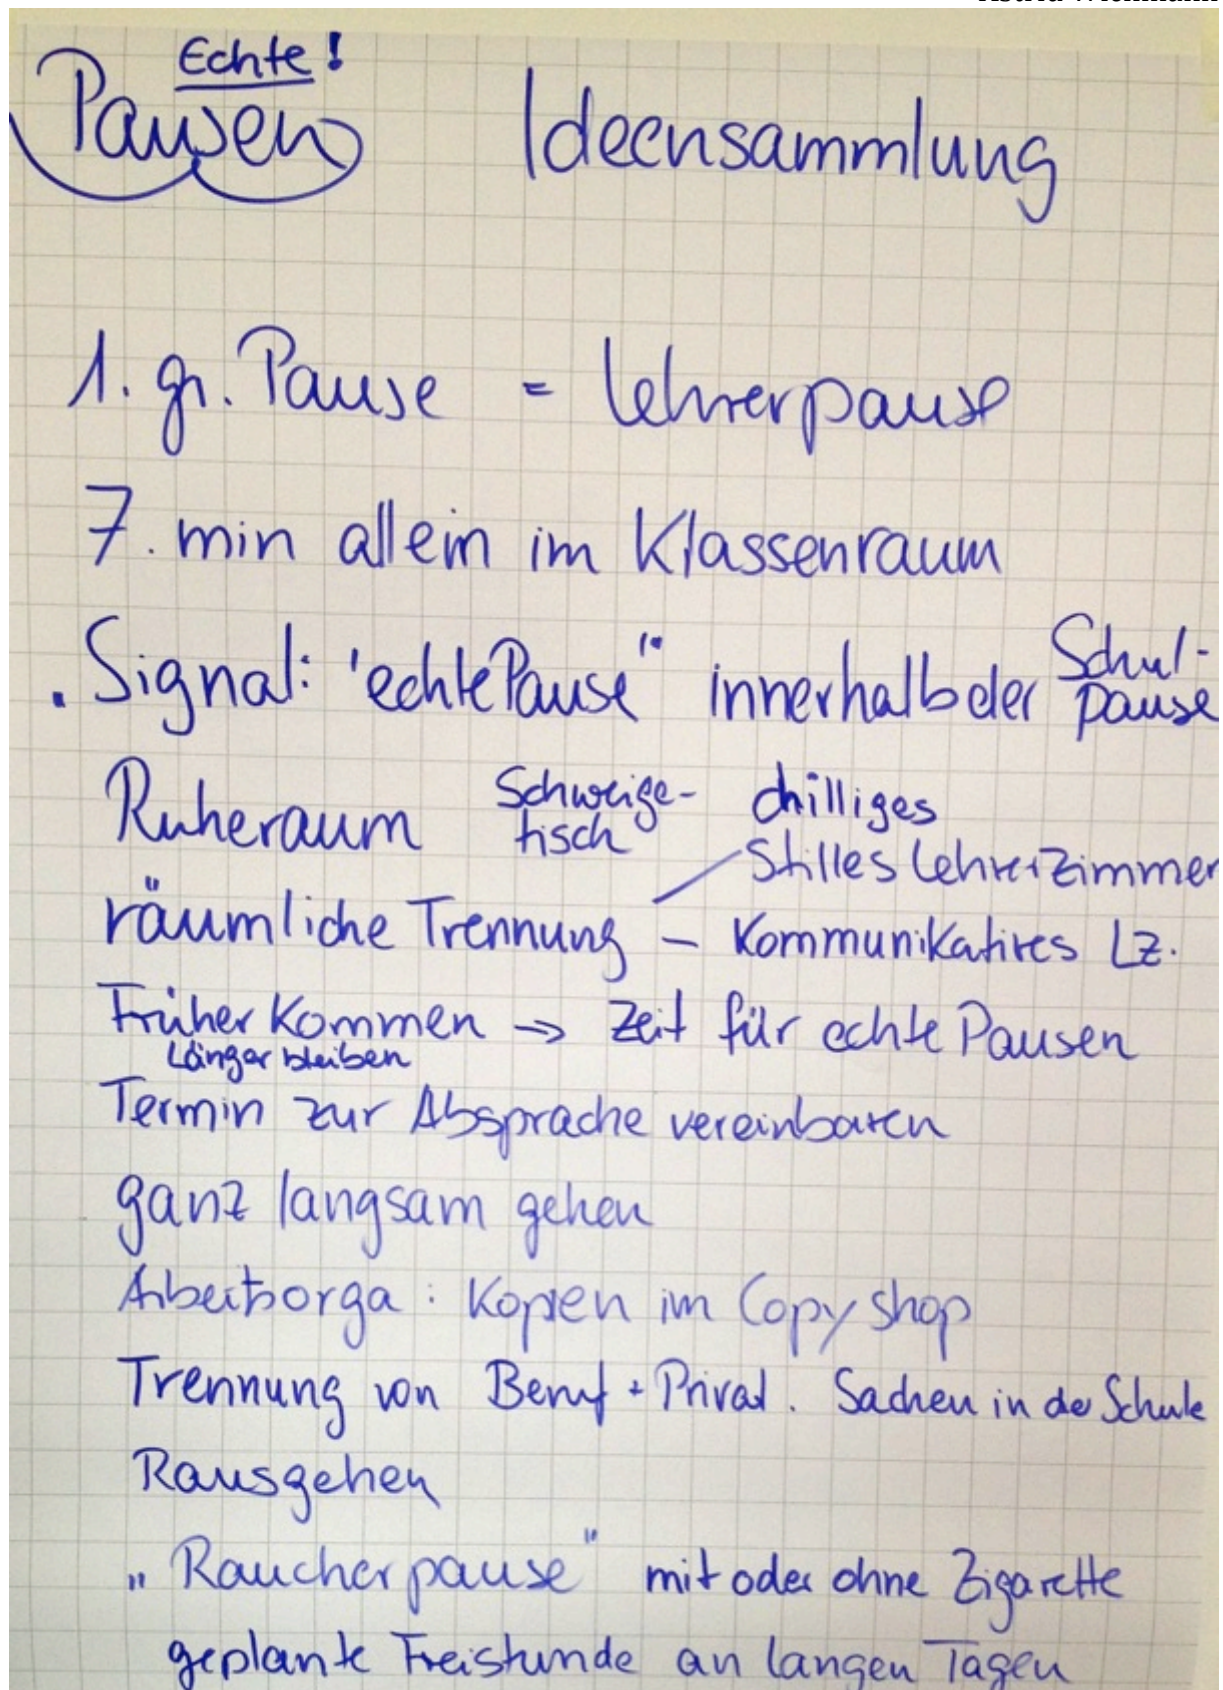 Echte!
Pausen Ideensammlung
1. gr. Pause = Lehrerpause
7. min allein im Klassenraum
. Signal: 'echte Pause" innerhalb der Schul-
pause
Ruheraum Schweige-
tisch chilliges
Stilles Lehrerzimmer
räumliche Trennung – Kommunikatives Lz.
Früher Kommen → Zeit für echte Pausen
Länger bleiben
Termin zur Absprache vereinbaren
ganz langsam gehen
Arbeitsorga : Kopien im Copy shop
Trennung von Beruf + Privat. Sachen in der Schule
Rausgehen
„Raucherpause" mit oder ohne Zigarette
geplante Freistunde an langen Tagen